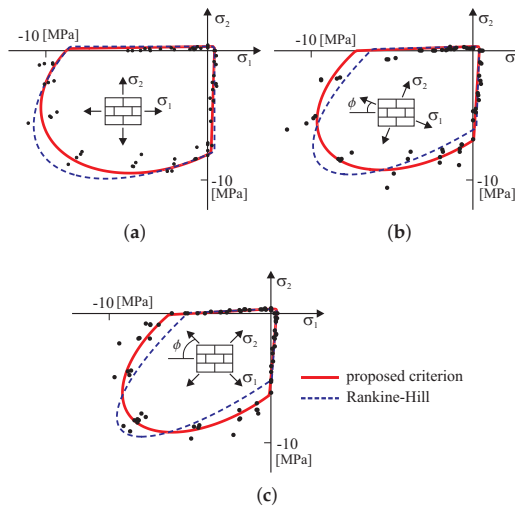 σ₂
-10 [MPa]
σ₁
σ₂
σ₁
-10
[MPa]
(a)
σ₂
-10 [MPa]
σ
ϕ
σ₂
σ₁
-10
[MPa]
(b)
σ₂
-10 [MPa]
σ₁
ϕ
σ₂
σ₁
-10
[MPa]
proposed criterion
Rankine-Hill
(c)